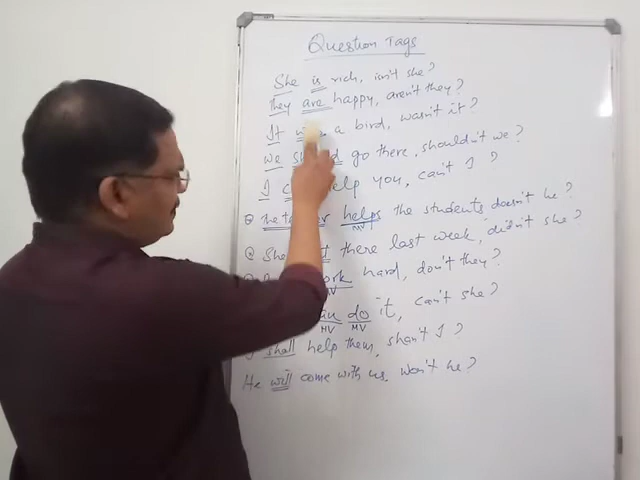 Question Tags
She is rich, isn't she?
they are happy, aren't they?
It a bird, wasn't it?
we go there, shouldn't we?
I help you, can't I?
helps the students doesn't he?
MV
She there last week, didn't she?
hard, don't they?
MV
do it, can't she?
HV MV
shall help them, shan't I?
He will come with us, won't he?